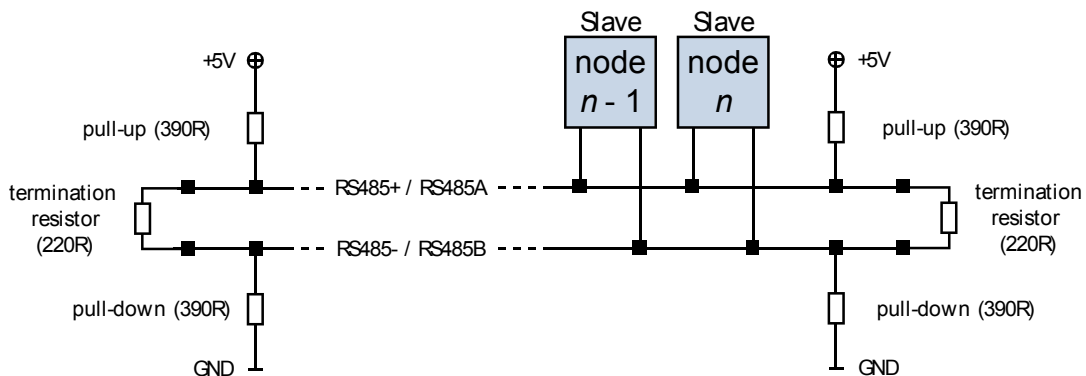 Slave
Slave
+5V
node
n - 1
node
n
+5V
pull-up (390R)
pull-up (390R)
termination
resistor
(220R)
RS485+ / RS485A
termination
resistor
(220R)
RS485- / RS485B
pull-down (390R)
pull-down (390R)
GND
GND